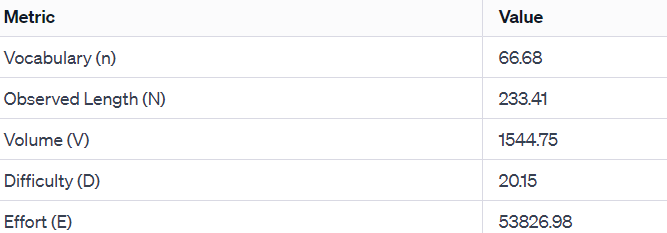 Metric Value
Vocabulary (n) 66.68
Observed Length (N) 233.41
Volume (V) 1544.75
Difficulty (D) 20.15
Effort (E) 53826.98